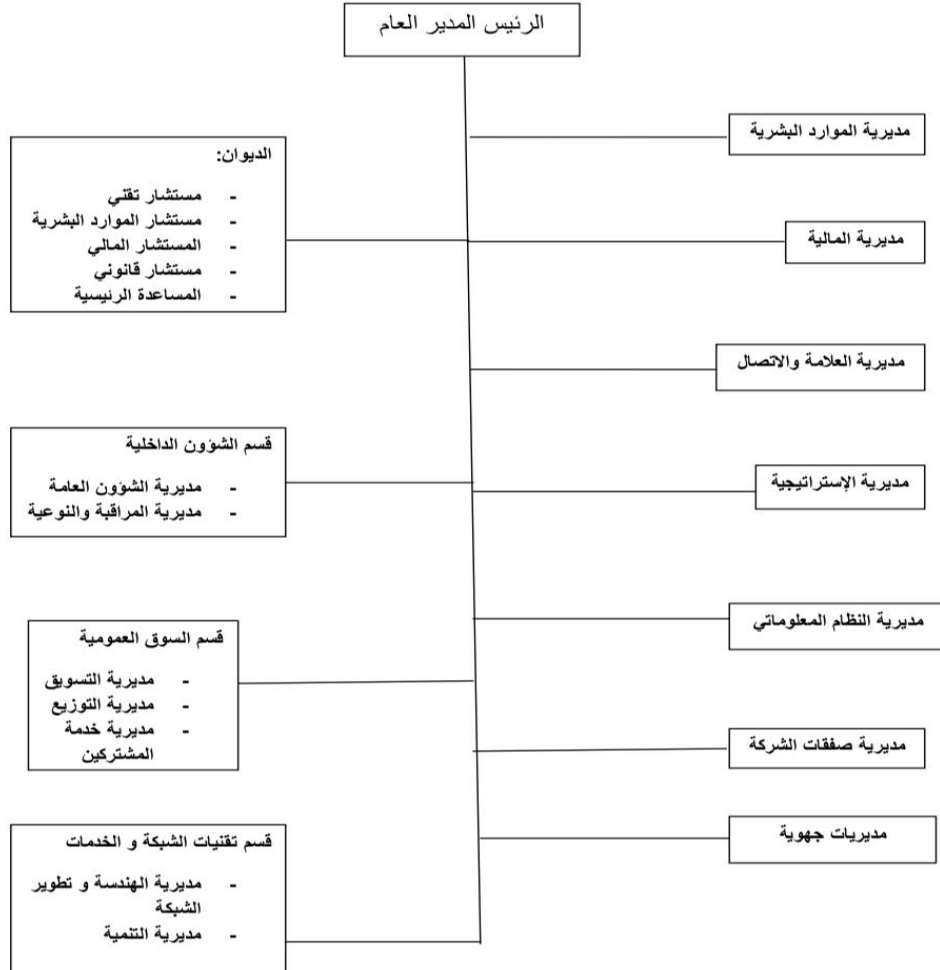 الرئيس المدير العام
مديرية الموارد البشرية
مديرية المالية
مديرية العلامة والاتصال
مديرية الإستراتيجية
مديرية النظام المعلوماتي
مديرية صفقات الشركة
مديريات جهوية
الديوان:
- مستشار تقني
- مستشار الموارد البشرية
- المستشار المالي
- مستشار قانوني
- المساعدة الرئيسية
قسم الشؤون الداخلية
- مديرية الشؤون العامة
- مديرية المراقبة والنوعية
قسم السوق العمومية
- مديرية التسويق
- مديرية التوزيع
- مديرية خدمة
المشتركين
قسم تقنيات الشبكة و الخدمات
- مديرية الهندسة و تطوير
الشبكة
- مديرية التنمية